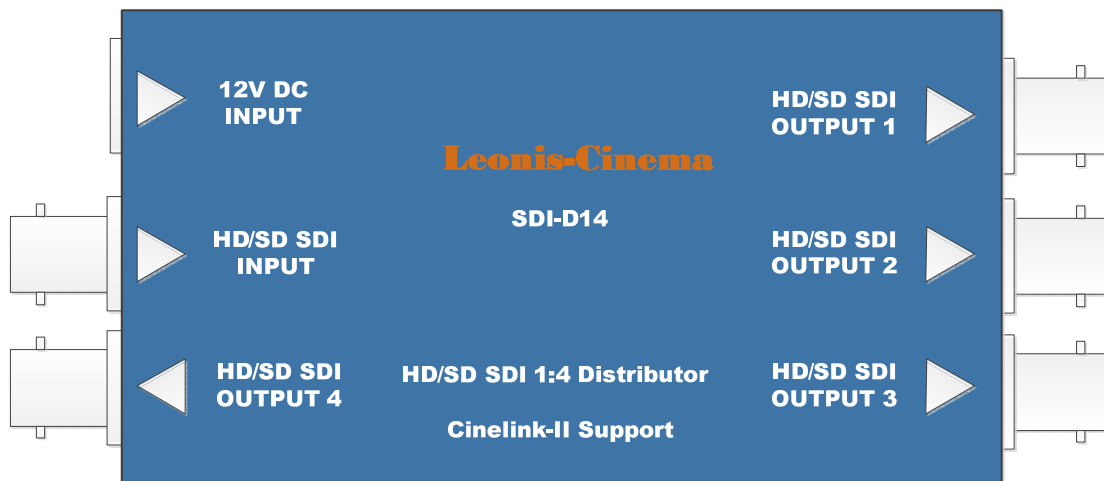 12V DC
INPUT
HD/SD SDI
OUTPUT 1
Leonis-Cinema
SDI-D14
HD/SD SDI
INPUT
HD/SD SDI
OUTPUT 2
HD/SD SDI
OUTPUT 4
HD/SD SDI 1:4 Distributor
HD/SD SDI
OUTPUT 3
Cinelink-II Support